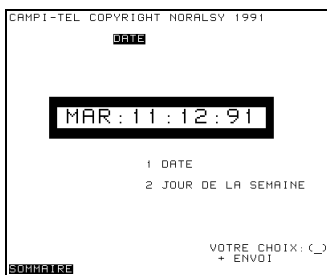 CAMPI-TEL COPYRIGHT NORALSY 1991
DATE
MAR:11:12:91
1 DATE
2 JOUR DE LA SEMAINE
VOTRE CHOIX:(_)
+ ENVOI
SOMMAIRE